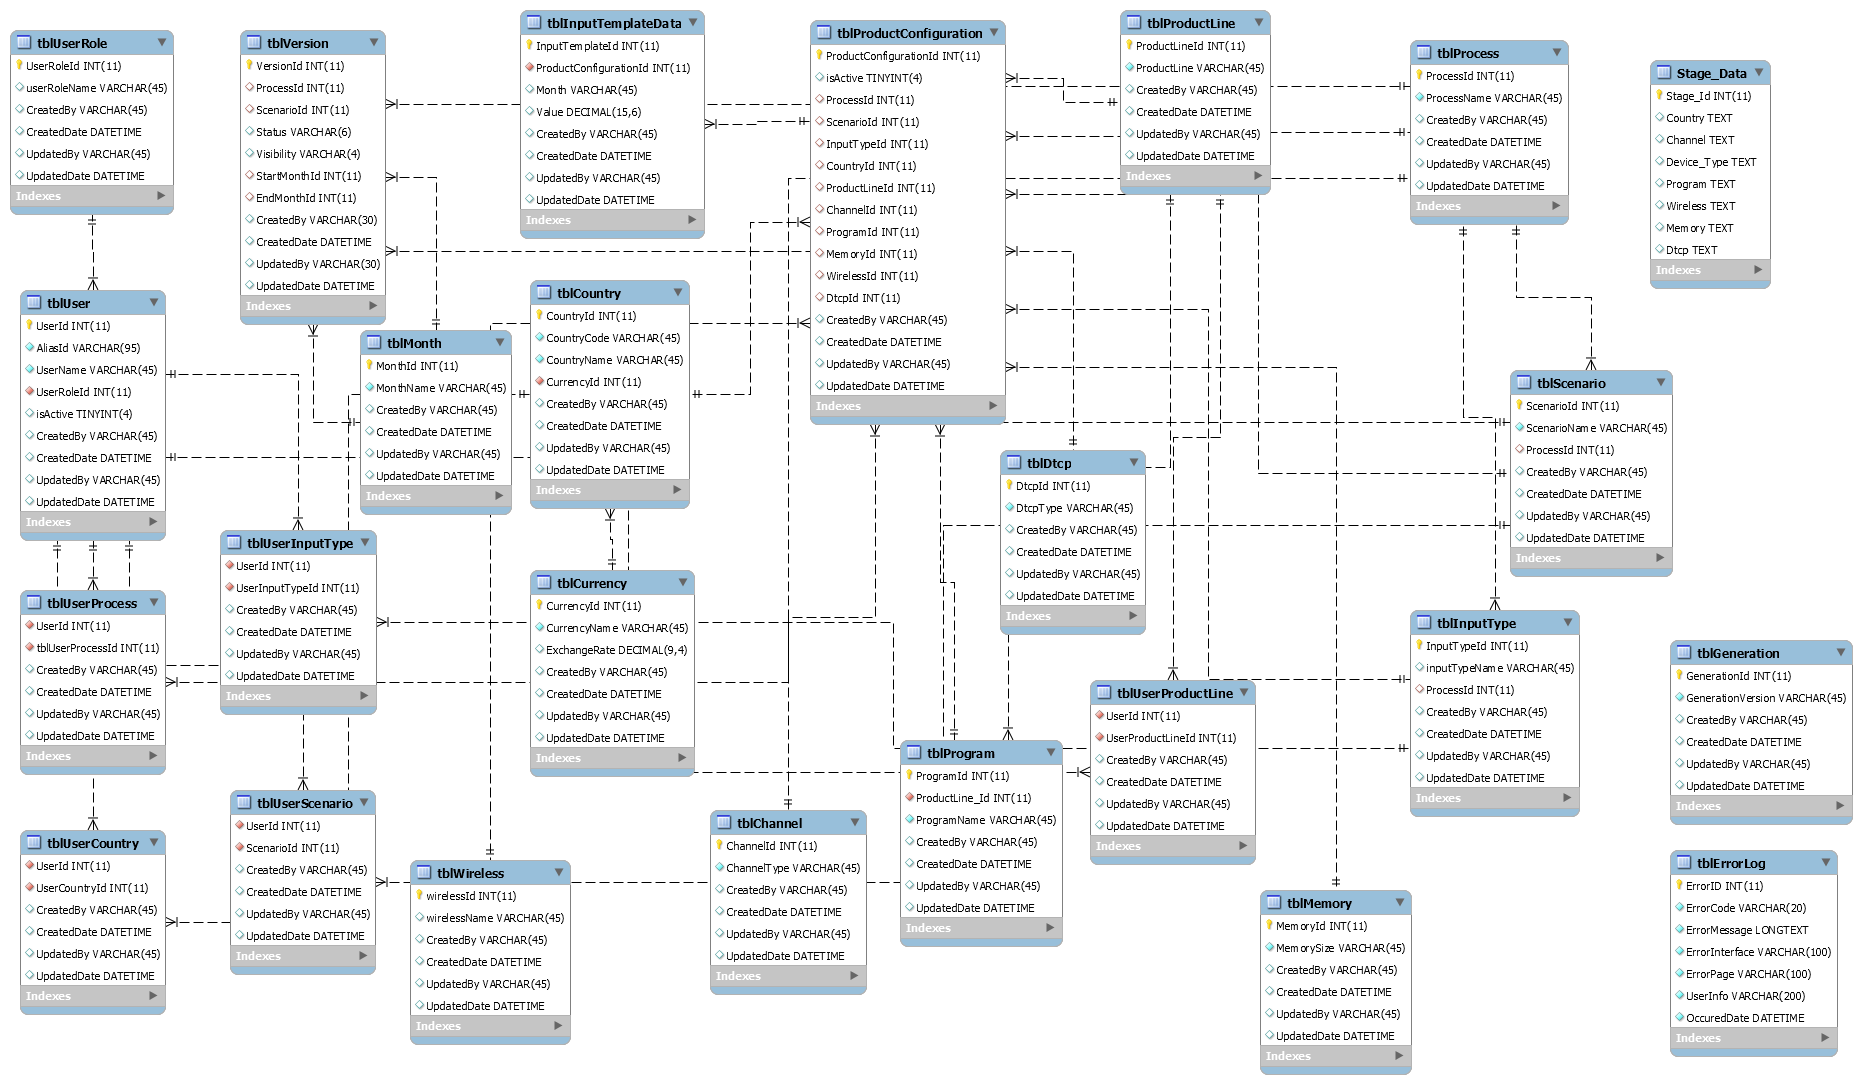 tblUserRole
UserRoleId INT(11)
userRoleName VARCHAR(45)
CreatedBy VARCHAR(45)
CreatedDate DATETIME
UpdatedBy VARCHAR(45)
UpdatedDate DATETIME
Indexes
tblVersion
VersionId INT(11)
ProcessId INT(11)
ScenarioId INT(11)
Status VARCHAR(6)
Visibility VARCHAR(4)
StartMonthId INT(11)
EndMonthId INT(11)
CreatedBy VARCHAR(30)
CreatedDate DATETIME
UpdatedBy VARCHAR(30)
UpdatedDate DATETIME
Indexes
tblInputTemplateData
InputTemplateId INT(11)
ProductConfigurationId INT(11)
Month VARCHAR(45)
Value DECIMAL(15,6)
CreatedBy VARCHAR(45)
CreatedDate DATETIME
UpdatedBy VARCHAR(45)
UpdatedDate DATETIME
Indexes
tblProductConfiguration
ProductConfigurationId INT(11)
isActive TINYINT(4)
ProcessId INT(11)
ScenarioId INT(11)
InputTypeId INT(11)
CountryId INT(11)
ProductLineId INT(11)
ChannelId INT(11)
ProgramId INT(11)
MemoryId INT(11)
WirelessId INT(11)
DtcpId INT(11)
CreatedBy VARCHAR(45)
CreatedDate DATETIME
UpdatedBy VARCHAR(45)
UpdatedDate DATETIME
Indexes
tblProductLine
ProductLineId INT(11)
ProductLine VARCHAR(45)
CreatedBy VARCHAR(45)
CreatedDate DATETIME
UpdatedBy VARCHAR(45)
UpdatedDate DATETIME
Indexes
tblProcess
ProcessId INT(11)
ProcessName VARCHAR(45)
CreatedBy VARCHAR(45)
CreatedDate DATETIME
UpdatedBy VARCHAR(45)
UpdatedDate DATETIME
Indexes
Stage_Data
Stage_Id INT(11)
Country TEXT
Channel TEXT
Device_Type TEXT
Program TEXT
Wireless TEXT
Memory TEXT
Dtcp TEXT
Indexes
tblUser
UserId INT(11)
AliasId VARCHAR(95)
UserName VARCHAR(45)
UserRoleId INT(11)
isActive TINYINT(4)
CreatedBy VARCHAR(45)
CreatedDate DATETIME
UpdatedBy VARCHAR(45)
UpdatedDate DATETIME
Indexes
tblMonth
MonthId INT(11)
MonthName VARCHAR(45)
CreatedBy VARCHAR(45)
CreatedDate DATETIME
UpdatedBy VARCHAR(45)
UpdatedDate DATETIME
Indexes
tblCountry
CountryId INT(11)
CountryCode VARCHAR(45)
CountryName VARCHAR(45)
CurrencyId INT(11)
CreatedBy VARCHAR(45)
CreatedDate DATETIME
UpdatedBy VARCHAR(45)
UpdatedDate DATETIME
Indexes
tblDtcp
DtcpId INT(11)
DtcpType VARCHAR(45)
CreatedBy VARCHAR(45)
CreatedDate DATETIME
UpdatedBy VARCHAR(45)
UpdatedDate DATETIME
Indexes
tblScenario
ScenarioId INT(11)
ScenarioName VARCHAR(45)
ProcessId INT(11)
CreatedBy VARCHAR(45)
CreatedDate DATETIME
UpdatedBy VARCHAR(45)
UpdatedDate DATETIME
Indexes
tblUserProcess
UserId INT(11)
tblUserProcessId INT(11)
CreatedBy VARCHAR(45)
CreatedDate DATETIME
UpdatedBy VARCHAR(45)
UpdatedDate DATETIME
Indexes
tblUserInputType
UserId INT(11)
UserInputTypeId INT(11)
CreatedBy VARCHAR(45)
CreatedDate DATETIME
UpdatedBy VARCHAR(45)
UpdatedDate DATETIME
Indexes
tblCurrency
CurrencyId INT(11)
CurrencyName VARCHAR(45)
ExchangeRate DECIMAL(9,4)
CreatedBy VARCHAR(45)
CreatedDate DATETIME
UpdatedBy VARCHAR(45)
UpdatedDate DATETIME
Indexes
tblUserProductLine
UserId INT(11)
UserProductLineId INT(11)
CreatedBy VARCHAR(45)
CreatedDate DATETIME
UpdatedBy VARCHAR(45)
UpdatedDate DATETIME
Indexes
tblInputType
InputTypeId INT(11)
inputTypeName VARCHAR(45)
ProcessId INT(11)
CreatedBy VARCHAR(45)
CreatedDate DATETIME
UpdatedBy VARCHAR(45)
UpdatedDate DATETIME
Indexes
tblGeneration
GenerationId INT(11)
GenerationVersion VARCHAR(45)
CreatedBy VARCHAR(45)
CreatedDate DATETIME
UpdatedBy VARCHAR(45)
UpdatedDate DATETIME
Indexes
tblUserCountry
UserId INT(11)
UserCountryId INT(11)
CreatedBy VARCHAR(45)
CreatedDate DATETIME
UpdatedBy VARCHAR(45)
UpdatedDate DATETIME
Indexes
tblUserScenario
UserId INT(11)
ScenarioId INT(11)
CreatedBy VARCHAR(45)
CreatedDate DATETIME
UpdatedBy VARCHAR(45)
UpdatedDate DATETIME
Indexes
tblWireless
wirelessId INT(11)
wirelessName VARCHAR(45)
CreatedBy VARCHAR(45)
CreatedDate DATETIME
UpdatedBy VARCHAR(45)
UpdatedDate DATETIME
Indexes
tblChannel
ChannelId INT(11)
ChannelType VARCHAR(45)
CreatedBy VARCHAR(45)
CreatedDate DATETIME
UpdatedBy VARCHAR(45)
UpdatedDate DATETIME
Indexes
tblProgram
ProgramId INT(11)
ProductLine_Id INT(11)
ProgramName VARCHAR(45)
CreatedBy VARCHAR(45)
CreatedDate DATETIME
UpdatedBy VARCHAR(45)
UpdatedDate DATETIME
Indexes
tblMemory
MemoryId INT(11)
MemorySize VARCHAR(45)
CreatedBy VARCHAR(45)
CreatedDate DATETIME
UpdatedBy VARCHAR(45)
UpdatedDate DATETIME
Indexes
tblErrorLog
ErrorID INT(11)
ErrorCode VARCHAR(20)
ErrorMessage LONGTEXT
ErrorInterface VARCHAR(100)
ErrorPage VARCHAR(100)
UserInfo VARCHAR(200)
OccuredDate DATETIME
Indexes